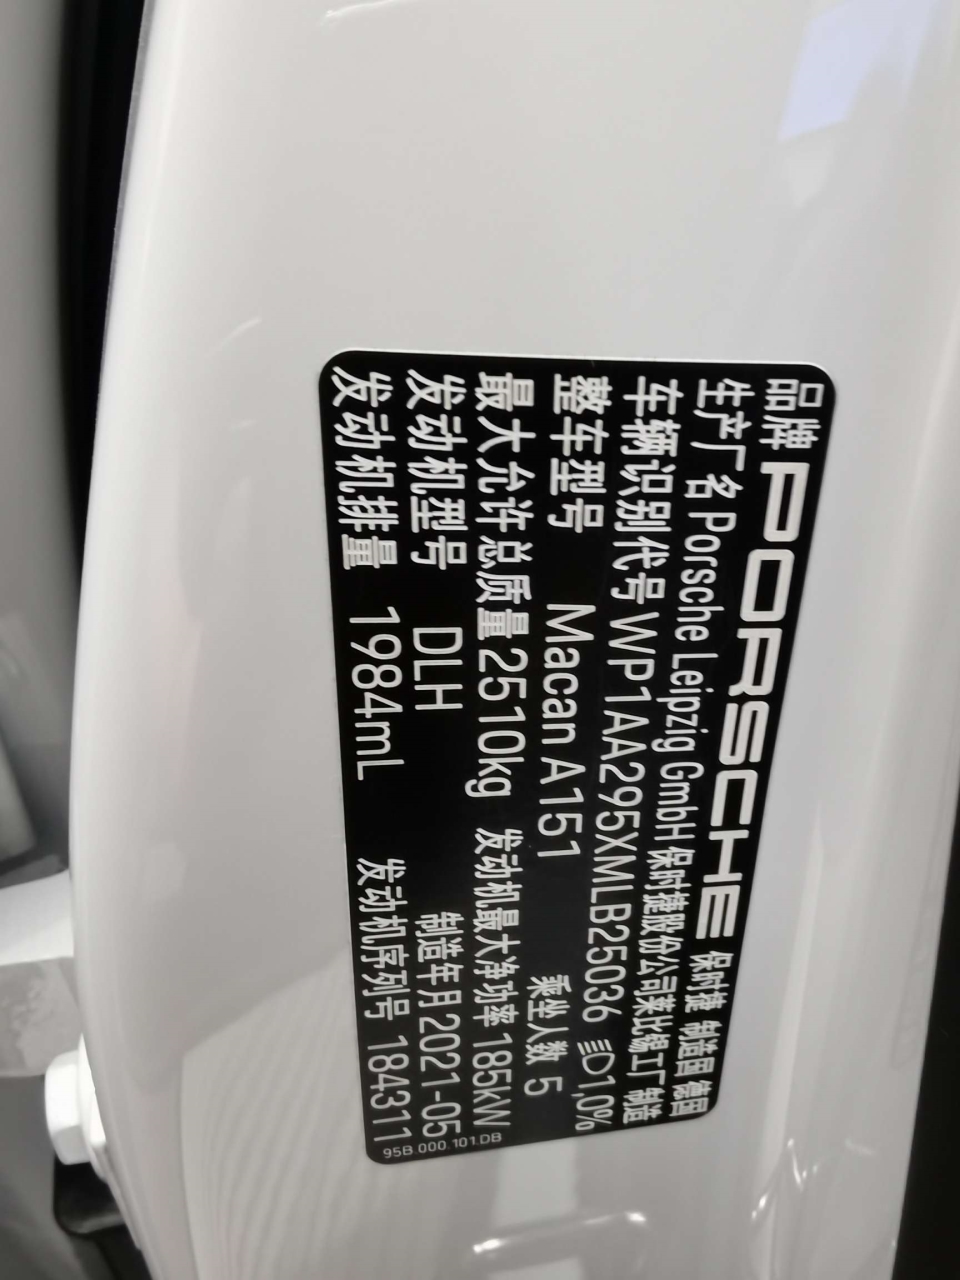 品牌 PORSCHE 保时捷 制造国 德国
生产厂名 Porsche Leipzig GmbH 保时捷股份公司莱比锡工厂制造
车辆识别代号 WP1AA295XMLB25036 1,0%
整车型号 Macan A151 乘坐人数 5
最大允许总质量 2510kg 发动机最大净功率 185kW
发动机型号 DLH 制造年月 2021-05
发动机排量 1984mL 发动机序列号 184311
95B.000.101.DB